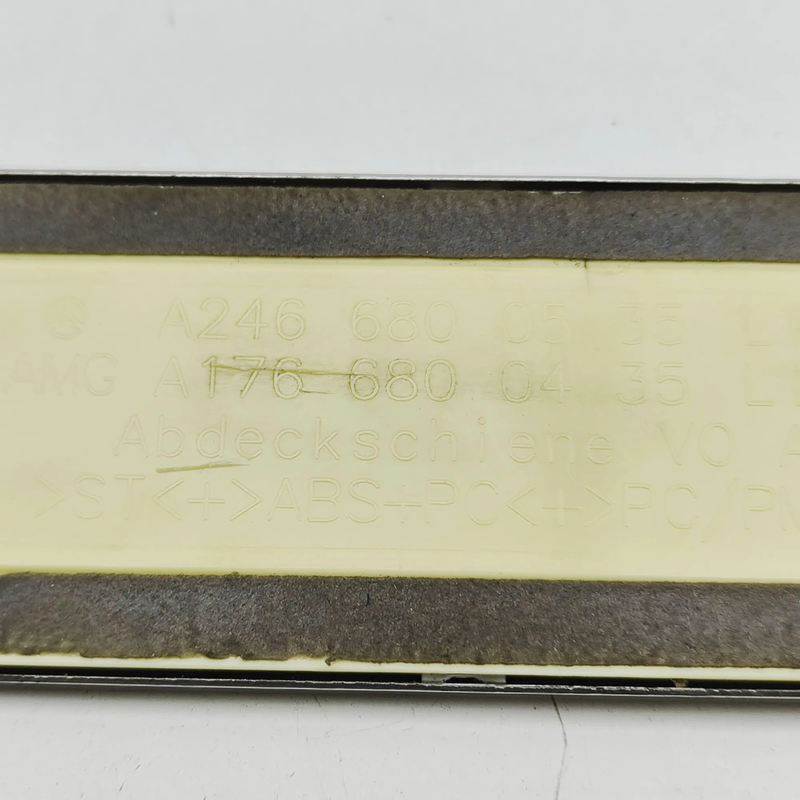 A246 680 05 35 L
AMG A176 680 04 35 L
Abdeckschiene VO A
>ST<+>ABS+PC<+>PC/PM